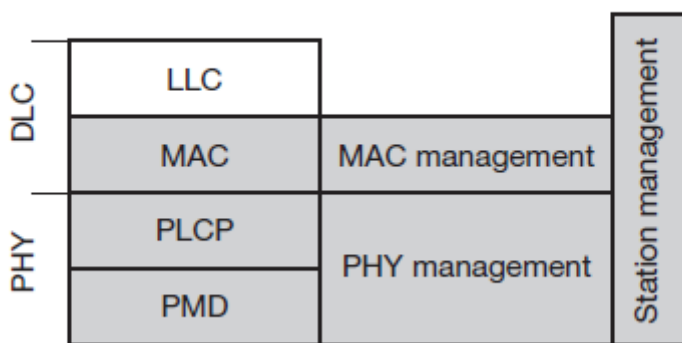 DLC
LLC
MAC
MAC management
PHY
PLCP
PHY management
PMD
Station management